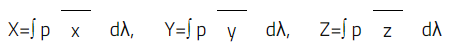 X=∫ p x̅ dλ, Y=∫ p y̅ dλ, Z=∫ p z̅ dλ